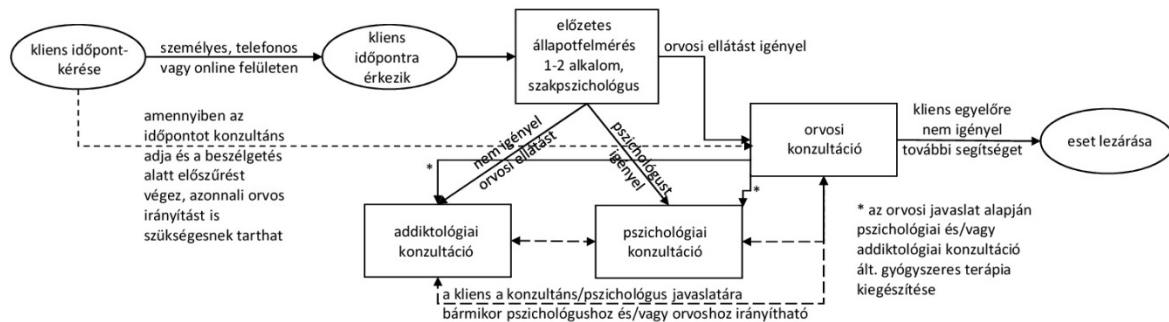 kliens időpont-
kérése
személyes, telefonos
vagy online felületen
kliens
időpontra
érkezik
előzetes
állapotfelmérés
1-2 alkalom,
szakpszichológus
orvosi ellátást igényel
amennyiben az
időpontot konzultáns
adja és a beszélgetés
alatt előszűrést
végez, azonnali orvos
irányítást is
szükségesnek tarthat
nem igényel
orvosi ellátást
pszichológust
igényel
orvosi
konzultáció
kliens egyelőre
nem igényel
további segítséget
eset lezárása
*
*
addiktológiai
konzultáció
pszichológiai
konzultáció
* az orvosi javaslat alapján
pszichológiai és/vagy
addiktológiai konzultáció
ált. gyógyszeres terápia
kiegészítése
a kliens a konzultáns/pszichológus javaslatára
bármikor pszichológushoz és/vagy orvoshoz irányítható